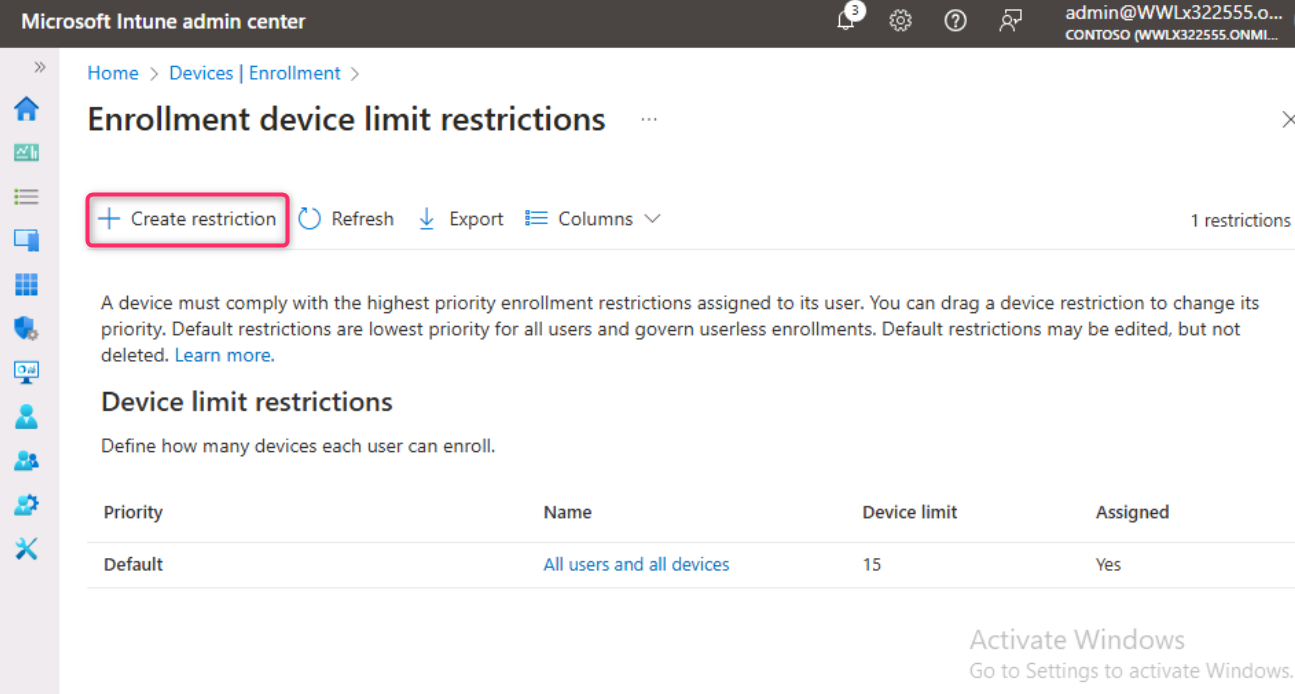 Microsoft Intune admin center
3
admin@WWLx322555.o...
CONTOSO (WWLX322555.ONMI...
Home > Devices | Enrollment >
Enrollment device limit restrictions ...
Create restriction Refresh Export Columns 1 restrictions
A device must comply with the highest priority enrollment restrictions assigned to its user. You can drag a device restriction to change its
priority. Default restrictions are lowest priority for all users and govern userless enrollments. Default restrictions may be edited, but not
deleted. Learn more.
Device limit restrictions
Define how many devices each user can enroll.
Priority Name Device limit Assigned
Default All users and all devices 15 Yes
Activate Windows
Go to Settings to activate Windows.